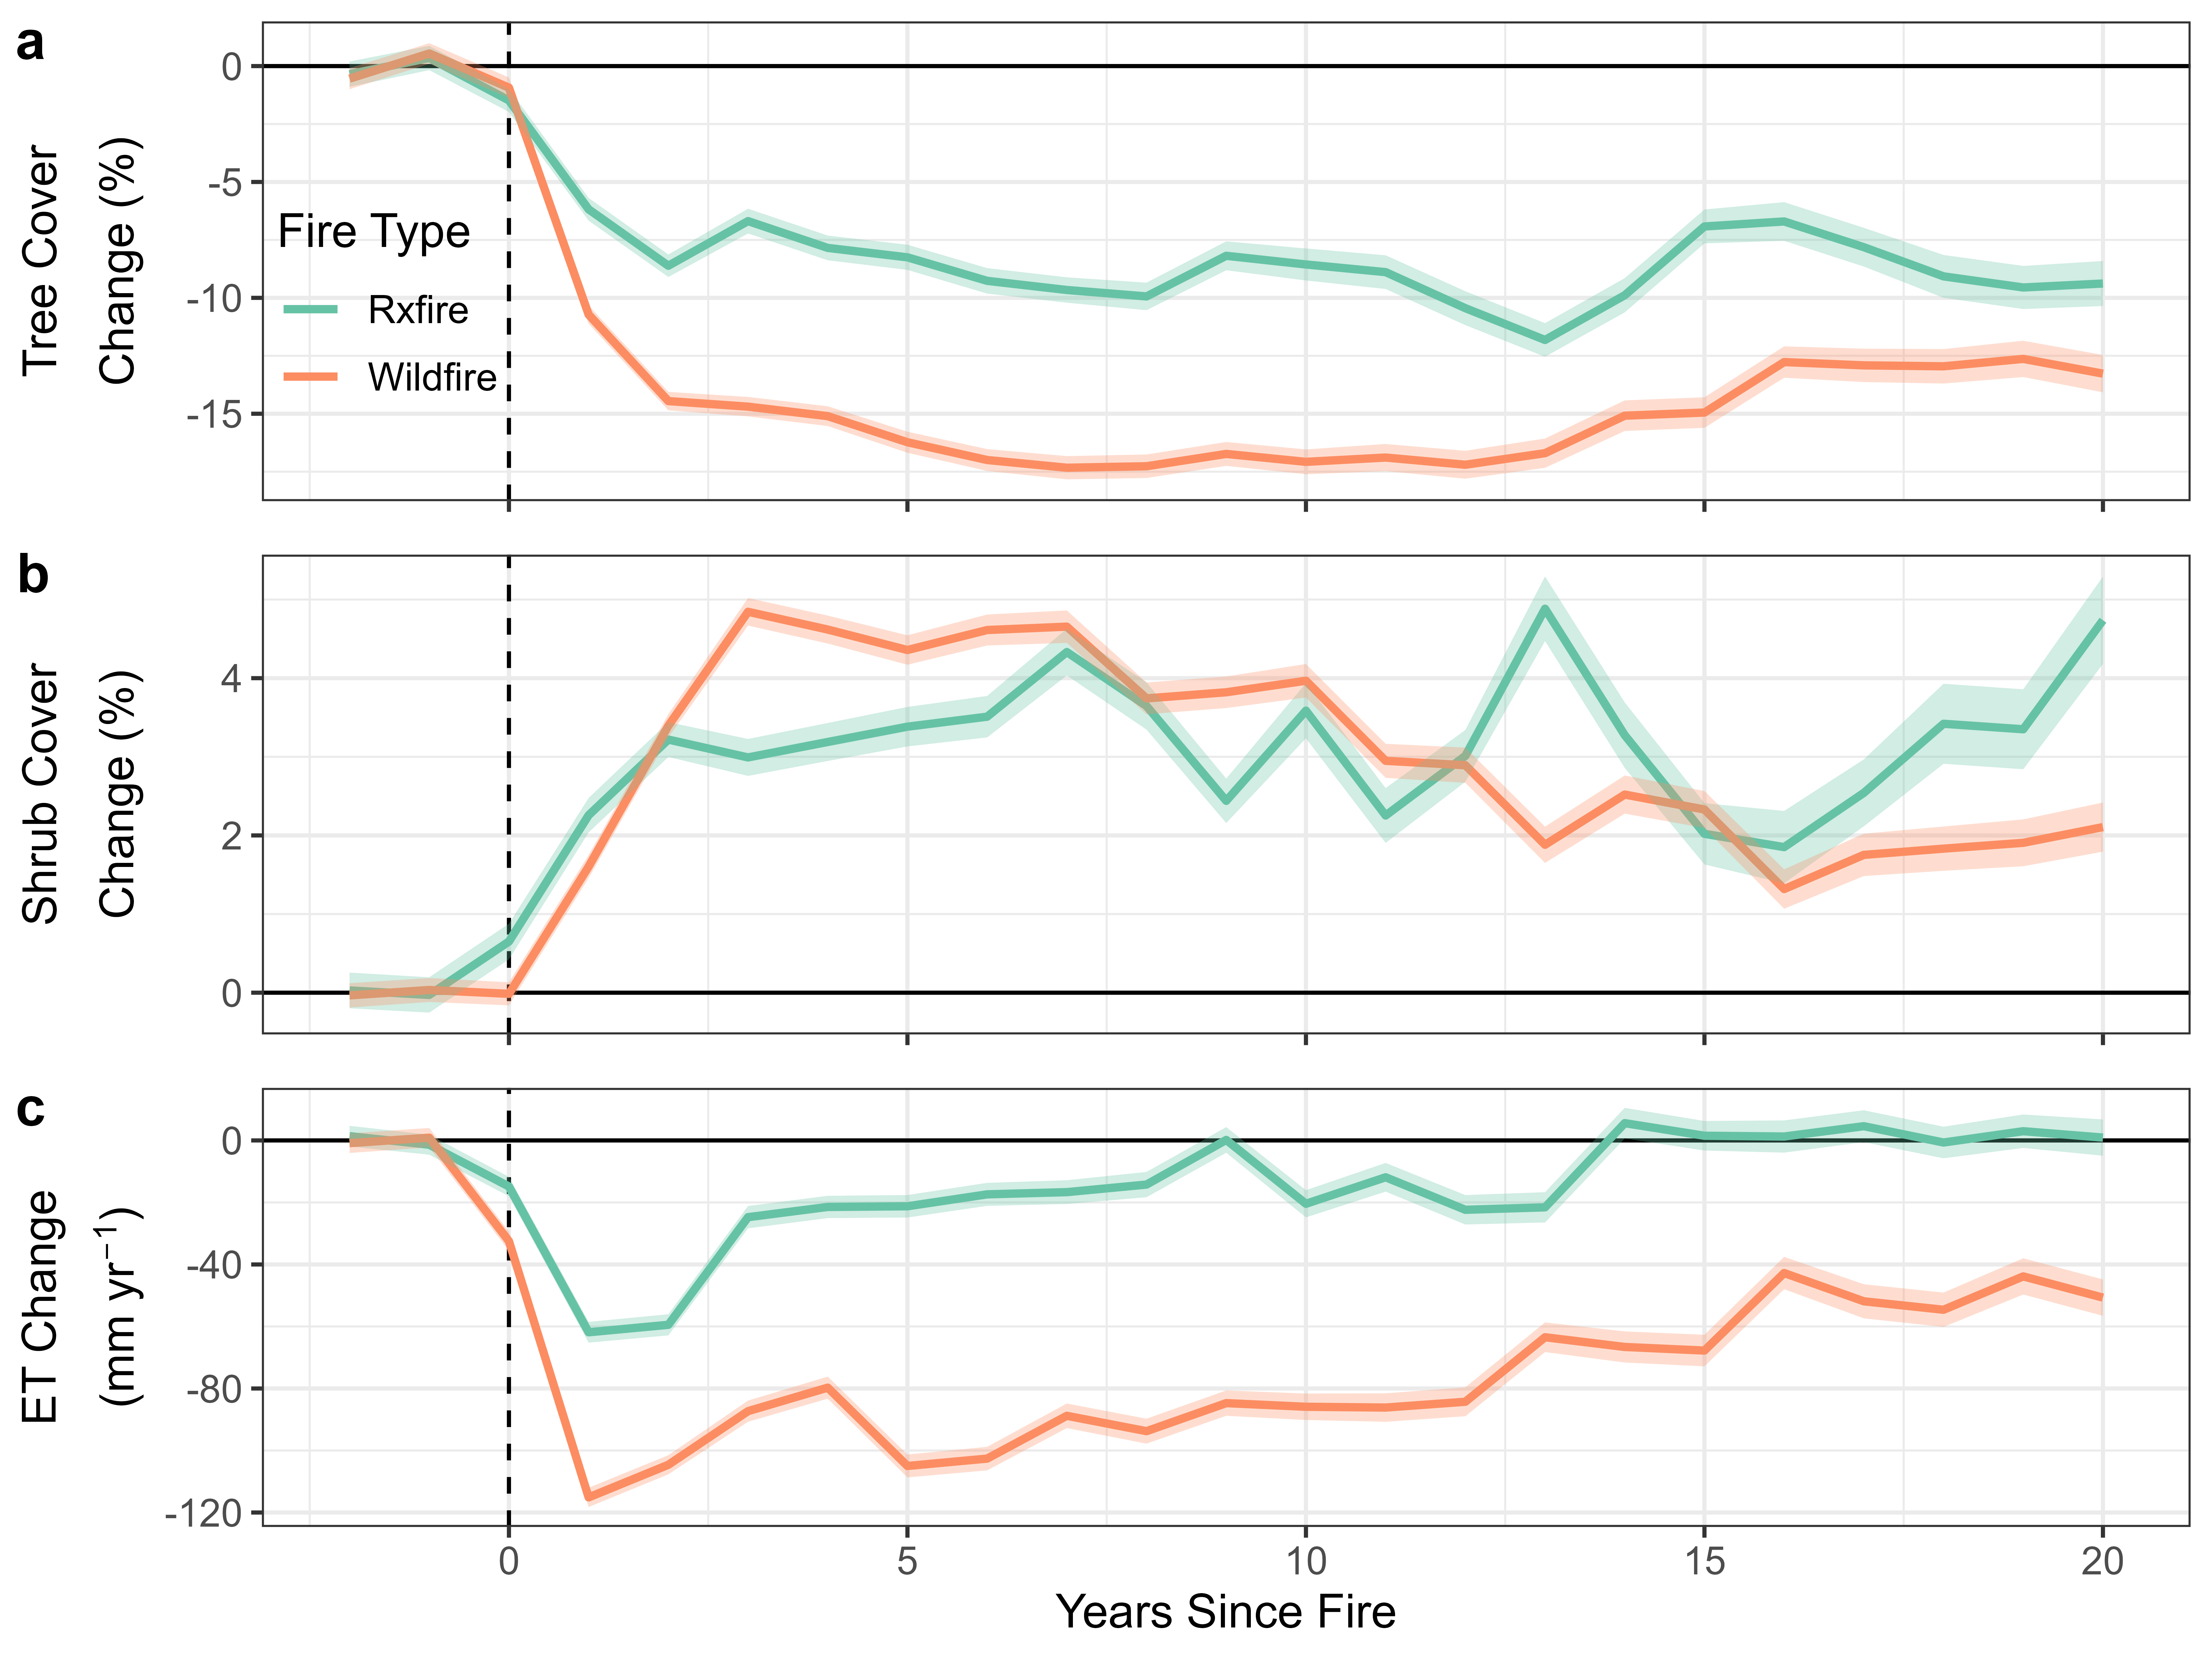 a
Tree Cover
Change (%)
0
-5
-10
-15
Fire Type
Rxfire
Wildfire
b
Shrub Cover
Change (%)
4
2
0
c
ET Change
(mm yr⁻¹)
0
-40
-80
-120
0 5 10 15 20
Years Since Fire